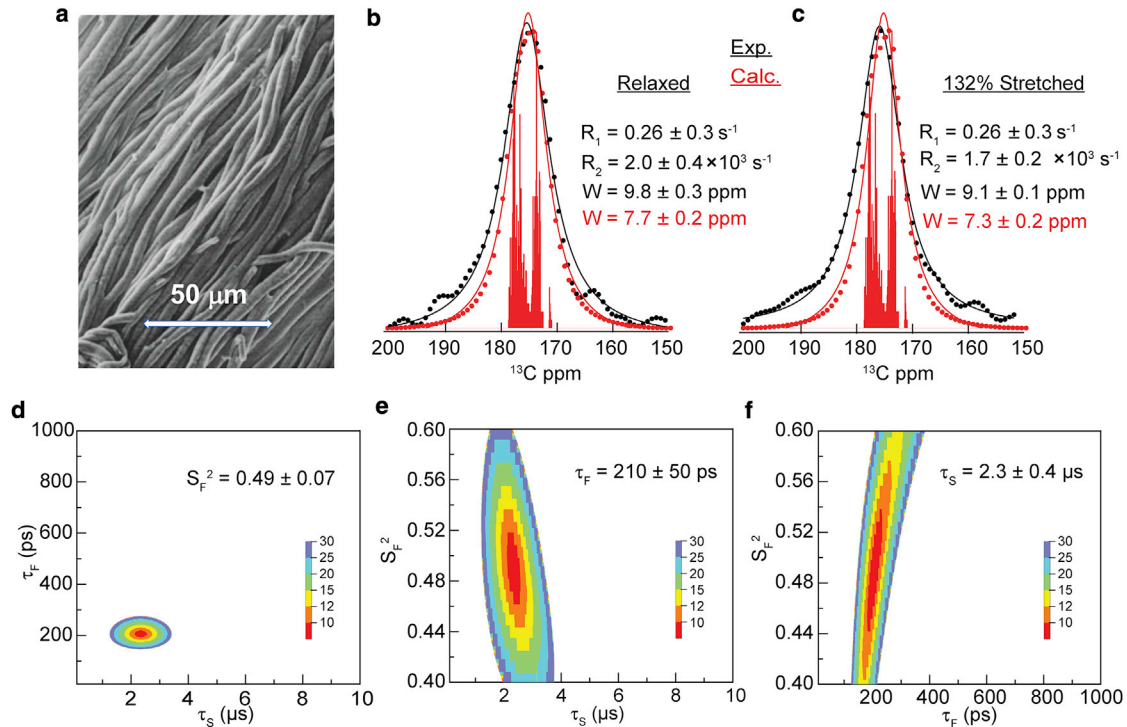 a
50 μm
b
Exp.
Calc.
Relaxed
R1 = 0.26 ± 0.3 s-1
R2 = 2.0 ± 0.4 ×103 s-1
W = 9.8 ± 0.3 ppm
W = 7.7 ± 0.2 ppm
200 190 180 170 160 150
13C ppm
c
132% Stretched
R1 = 0.26 ± 0.3 s-1
R2 = 1.7 ± 0.2 ×103 s-1
W = 9.1 ± 0.1 ppm
W = 7.3 ± 0.2 ppm
200 190 180 170 160 150
13C ppm
d
1000
800
600
400
200
τF (ps)
SF2 = 0.49 ± 0.07
30
25
20
15
12
10
2 4 6 8 10
τS (μs)
e
0.60
0.56
0.52
0.48
0.44
0.40
SF2
τF = 210 ± 50 ps
30
25
20
15
12
10
2 4 6 8 10
τS (μs)
f
0.60
0.56
0.52
0.48
0.44
0.40
SF2
τS = 2.3 ± 0.4 μs
30
25
20
15
12
10
200 400 600 800 1000
τF (ps)